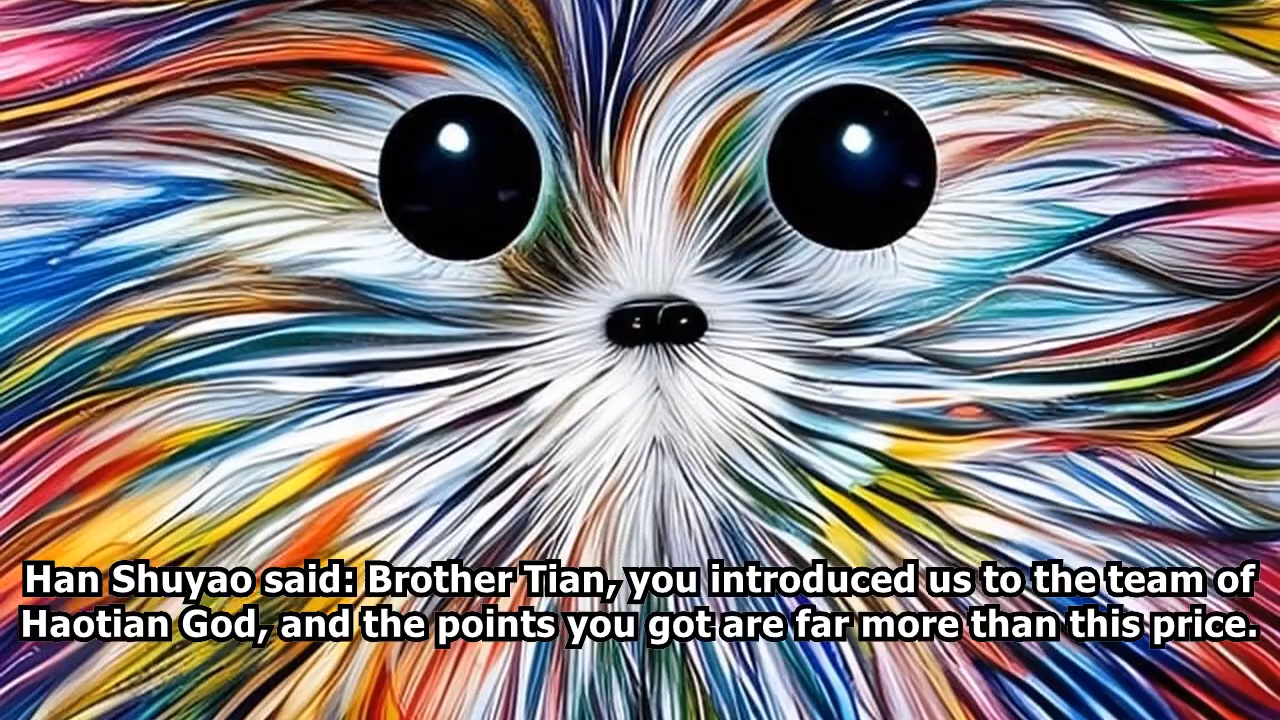 Han Shuyao said: Brother Tian, you introduced us to the team of
Haotian God, and the points you got are far more than this price.